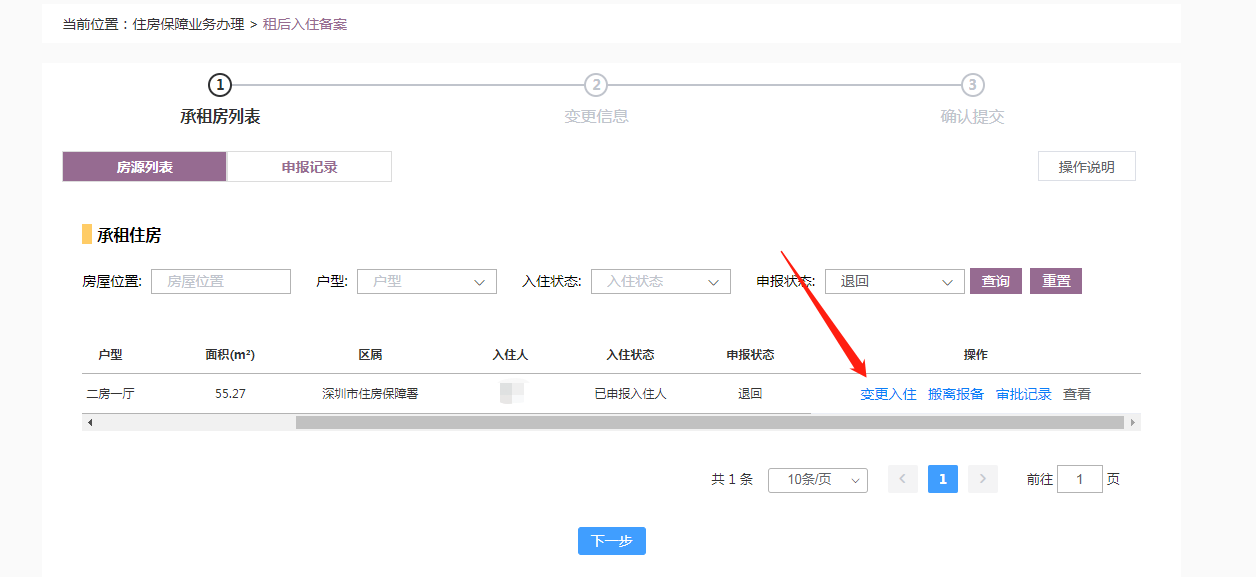 当前位置：住房保障业务办理 > 租后入住备案
1 2 3
承租房列表 变更信息 确认提交
房源列表 申报记录 操作说明
承租住房
房屋位置: 房屋位置 户型: 户型 入住状态: 入住状态 申报状态: 退回 查询 重置
户型 面积(m²) 区属 入住人 入住状态 申报状态 操作
二房一厅 55.27 深圳市住房保障署 已申报入住人 退回 变更入住 搬离报备 审批记录 查看
共 1 条 10条/页 1 前往 1 页
下一步